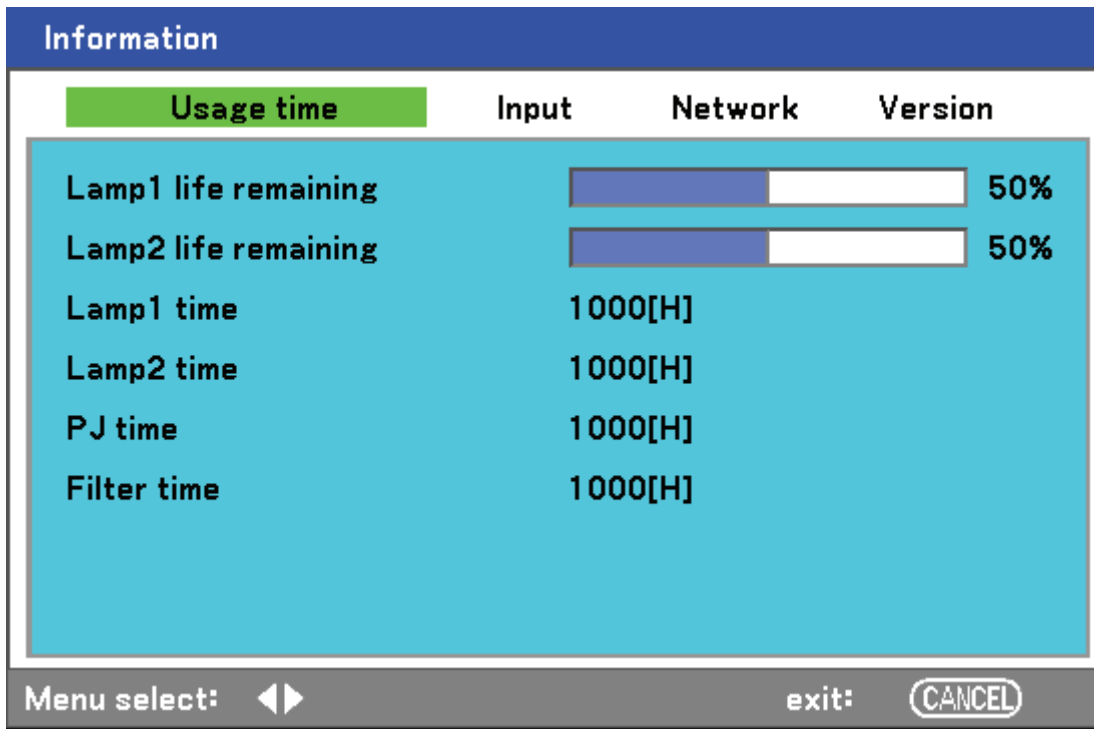 Information
Usage time Input Network Version
Lamp1 life remaining 50%
Lamp2 life remaining 50%
Lamp1 time 1000[H]
Lamp2 time 1000[H]
PJ time 1000[H]
Filter time 1000[H]
Menu select: ◀▶ exit: CANCEL